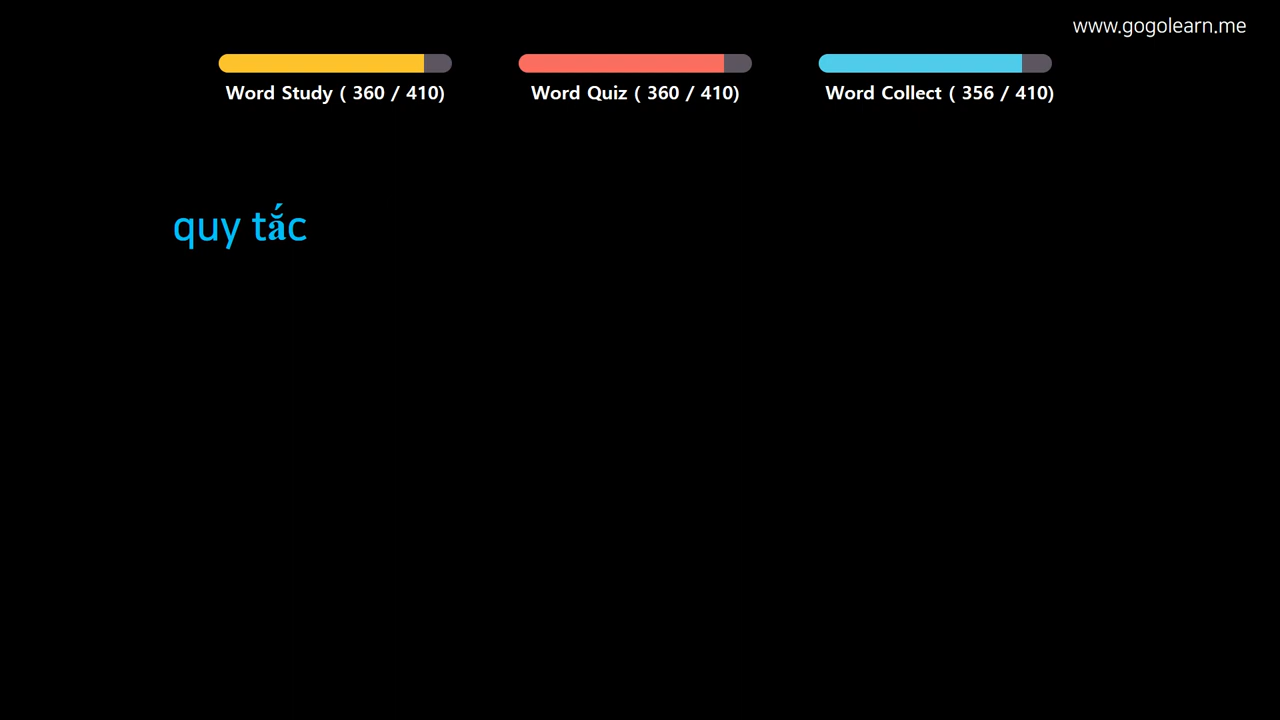 www.gogolearn.me
Word Study ( 360 / 410)
Word Quiz ( 360 / 410)
Word Collect ( 356 / 410)
quy tắc